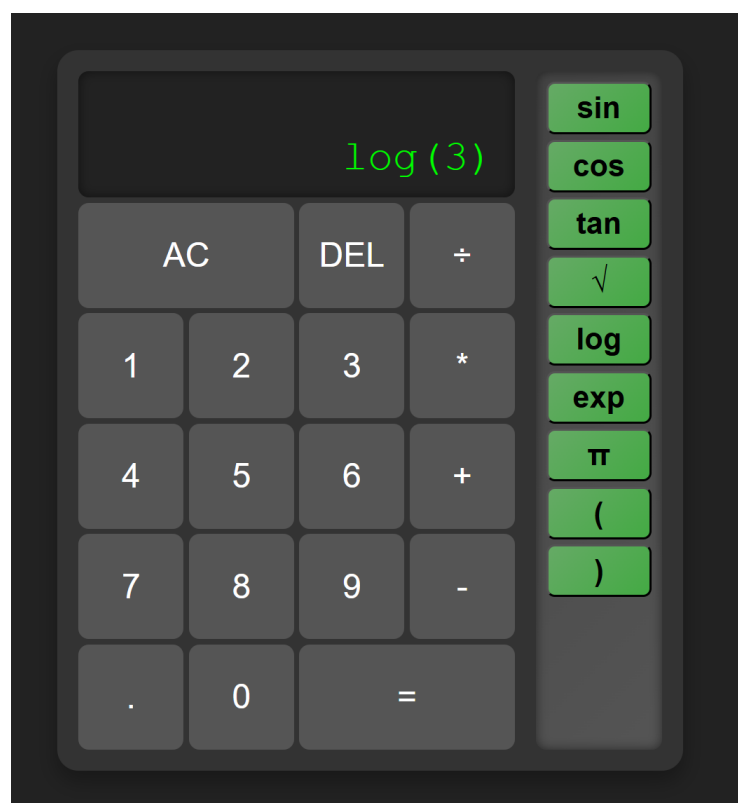 log(3)
AC DEL ÷
1 2 3 *
4 5 6 +
7 8 9 -
. 0 =
sin
cos
tan
√
log
exp
π
(
)